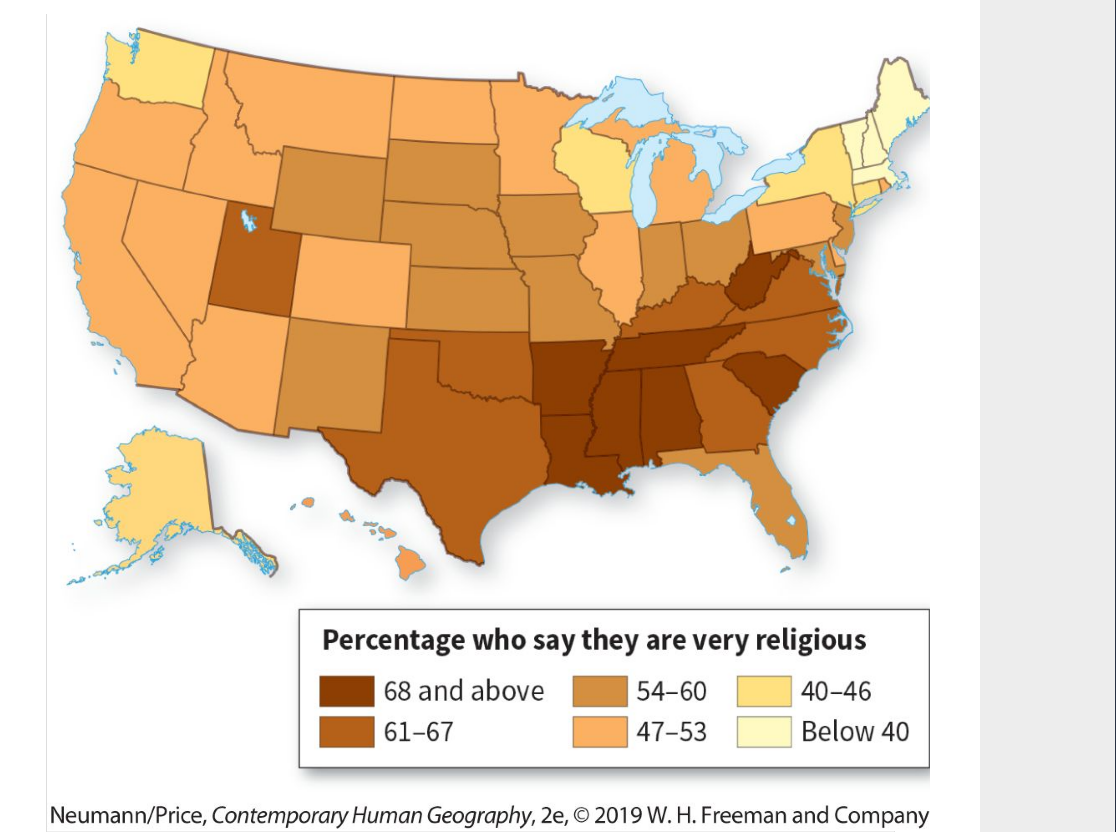 Percentage who say they are very religious
68 and above 54–60 40–46
61–67 47–53 Below 40
Neumann/Price, Contemporary Human Geography, 2e, © 2019 W. H. Freeman and Company